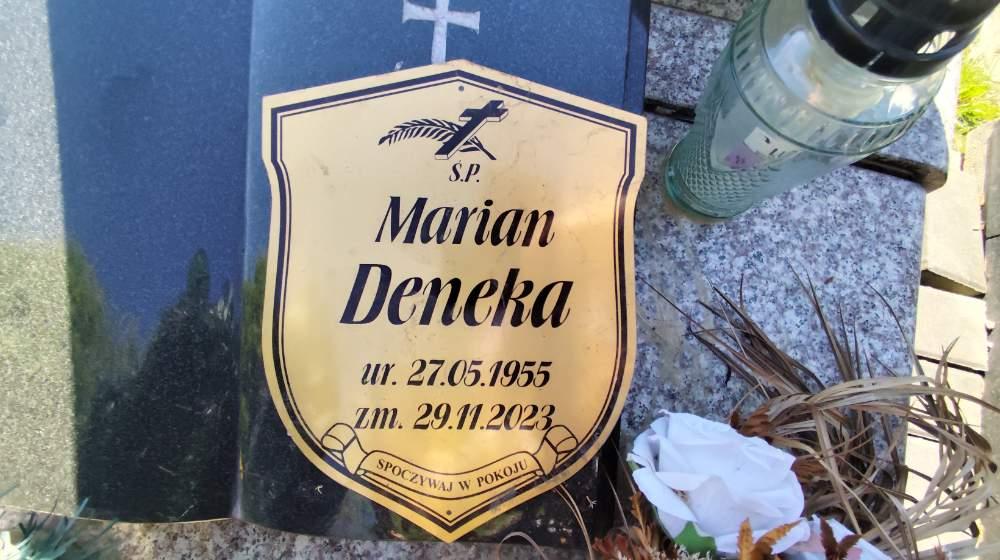 Ś.P.
Marian
Deneka
ur. 27.05.1955
zm. 29.11.2023
SPOCZYWAJ W POKOJU